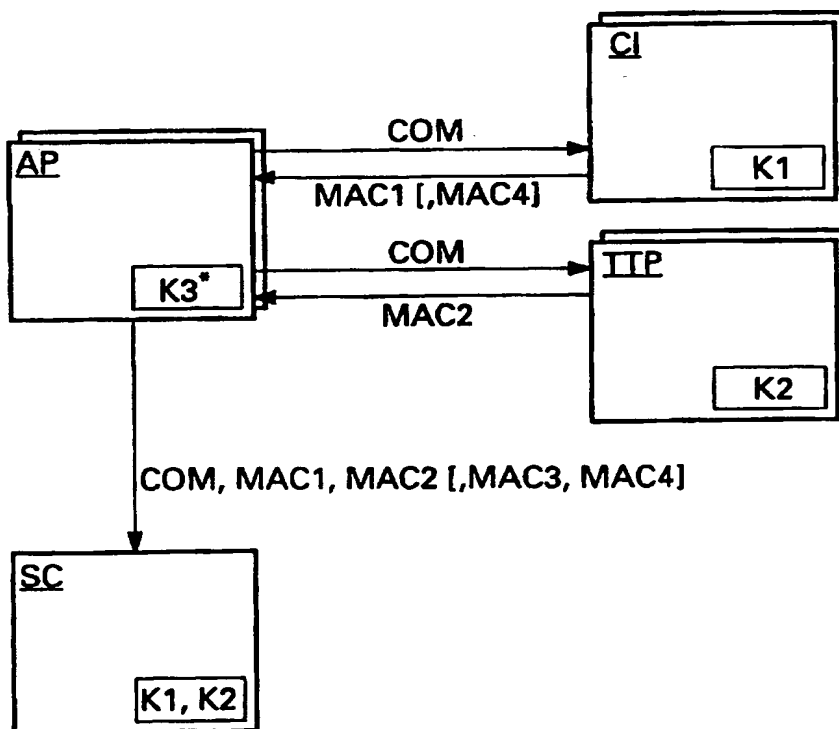 CI
COM
AP
K1
MAC1 [,MAC4]
COM
TTP
K3*
MAC2
K2
COM, MAC1, MAC2 [,MAC3, MAC4]
SC
K1, K2